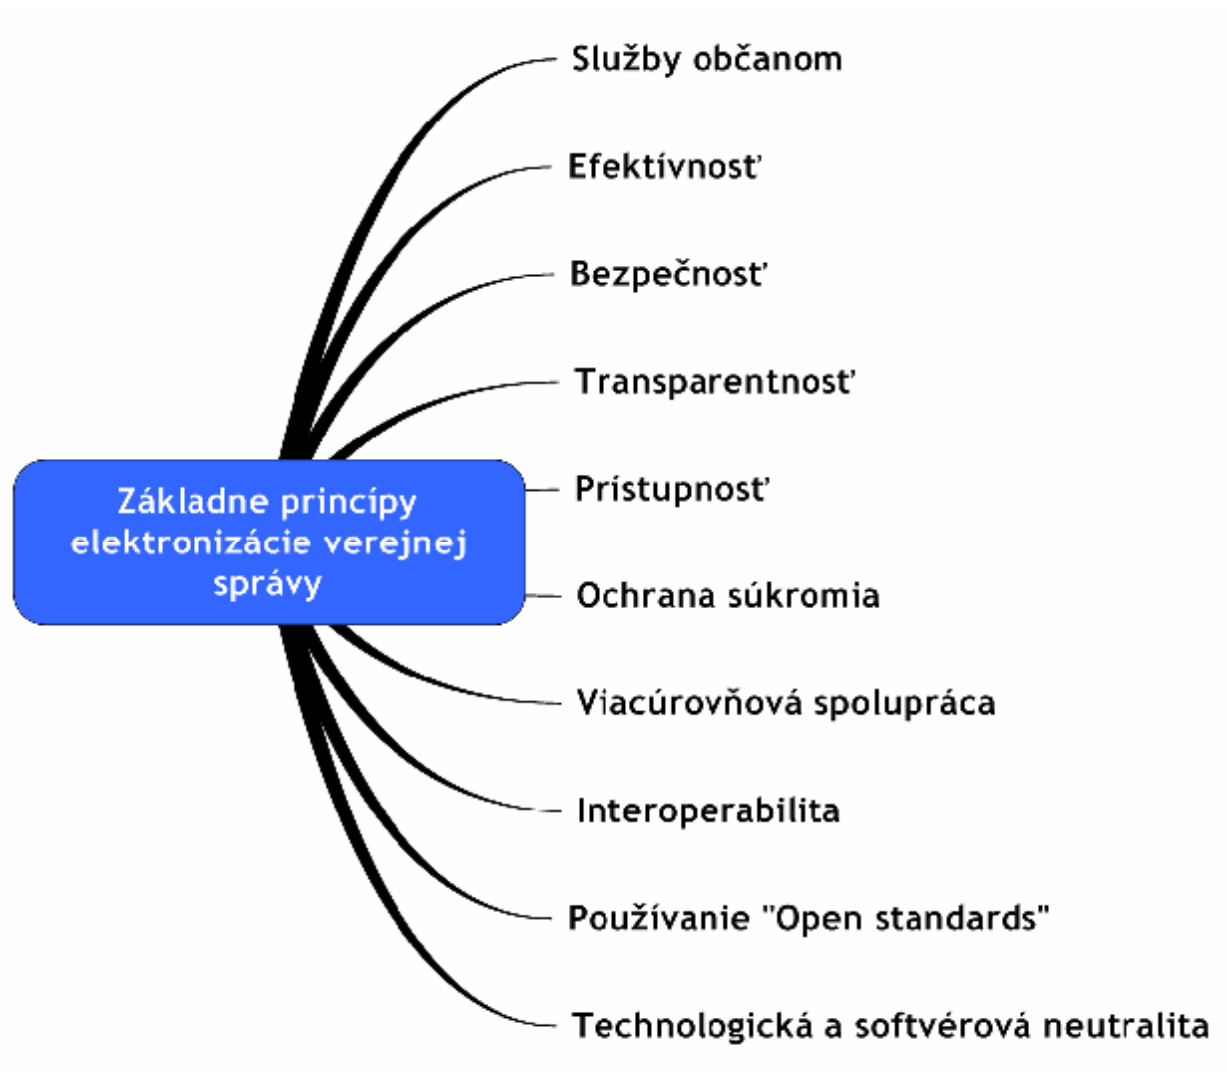 Služby občanom
Efektívnosť
Bezpečnosť
Transparentnosť
Prístupnosť
Základne princípy
elektronizácie verejnej
správy
Ochrana súkromia
Viacúrovňová spolupráca
Interoperabilita
Používanie "Open standards"
Technologická a softvérová neutralita